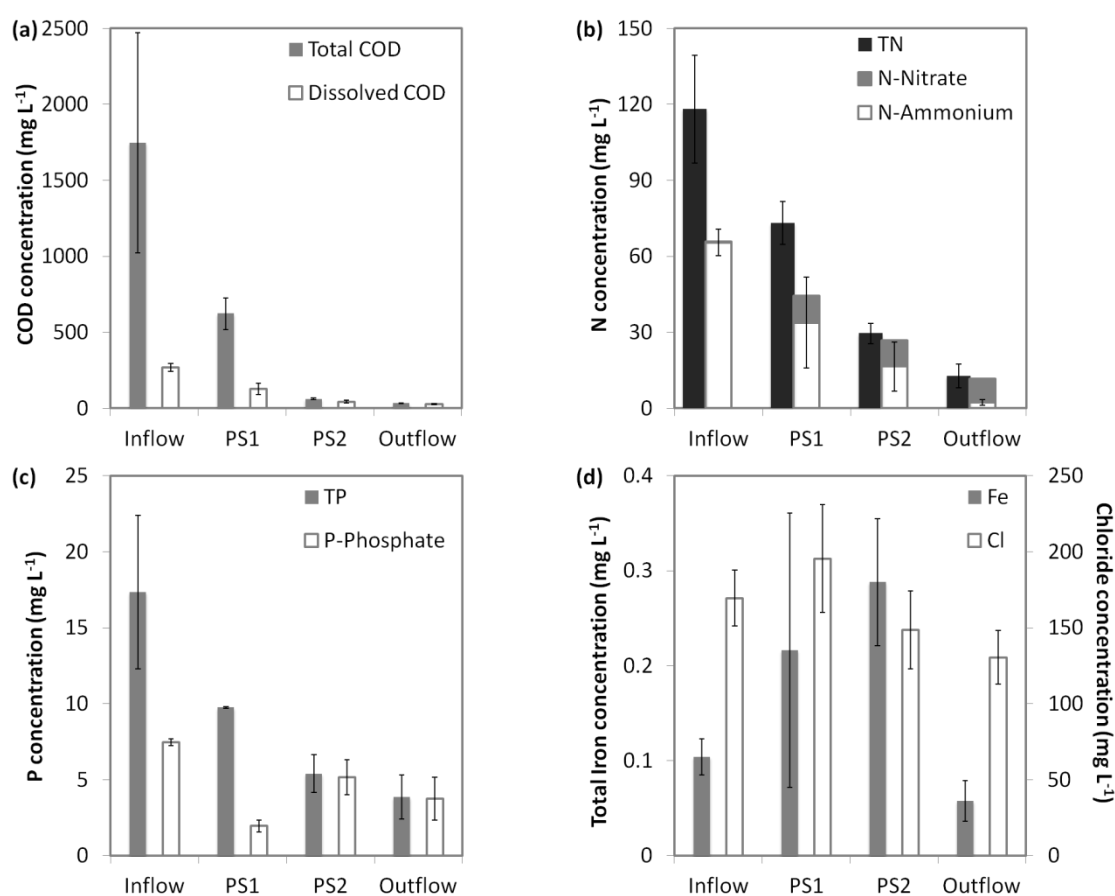 (a)
COD concentration (mg L⁻¹)
2500
2000
1500
1000
500
0
Total COD
Dissolved COD
Inflow PS1 PS2 Outflow
(b)
N concentration (mg L⁻¹)
150
120
90
60
30
0
TN
N-Nitrate
N-Ammonium
Inflow PS1 PS2 Outflow
(c)
P concentration (mg L⁻¹)
25
20
15
10
5
0
TP
P-Phosphate
Inflow PS1 PS2 Outflow
(d)
Total Iron concentration (mg L⁻¹)
0.4
0.3
0.2
0.1
0
Fe
Cl
250
200
150
100
50
0
Chloride concentration (mg L⁻¹)
Inflow PS1 PS2 Outflow